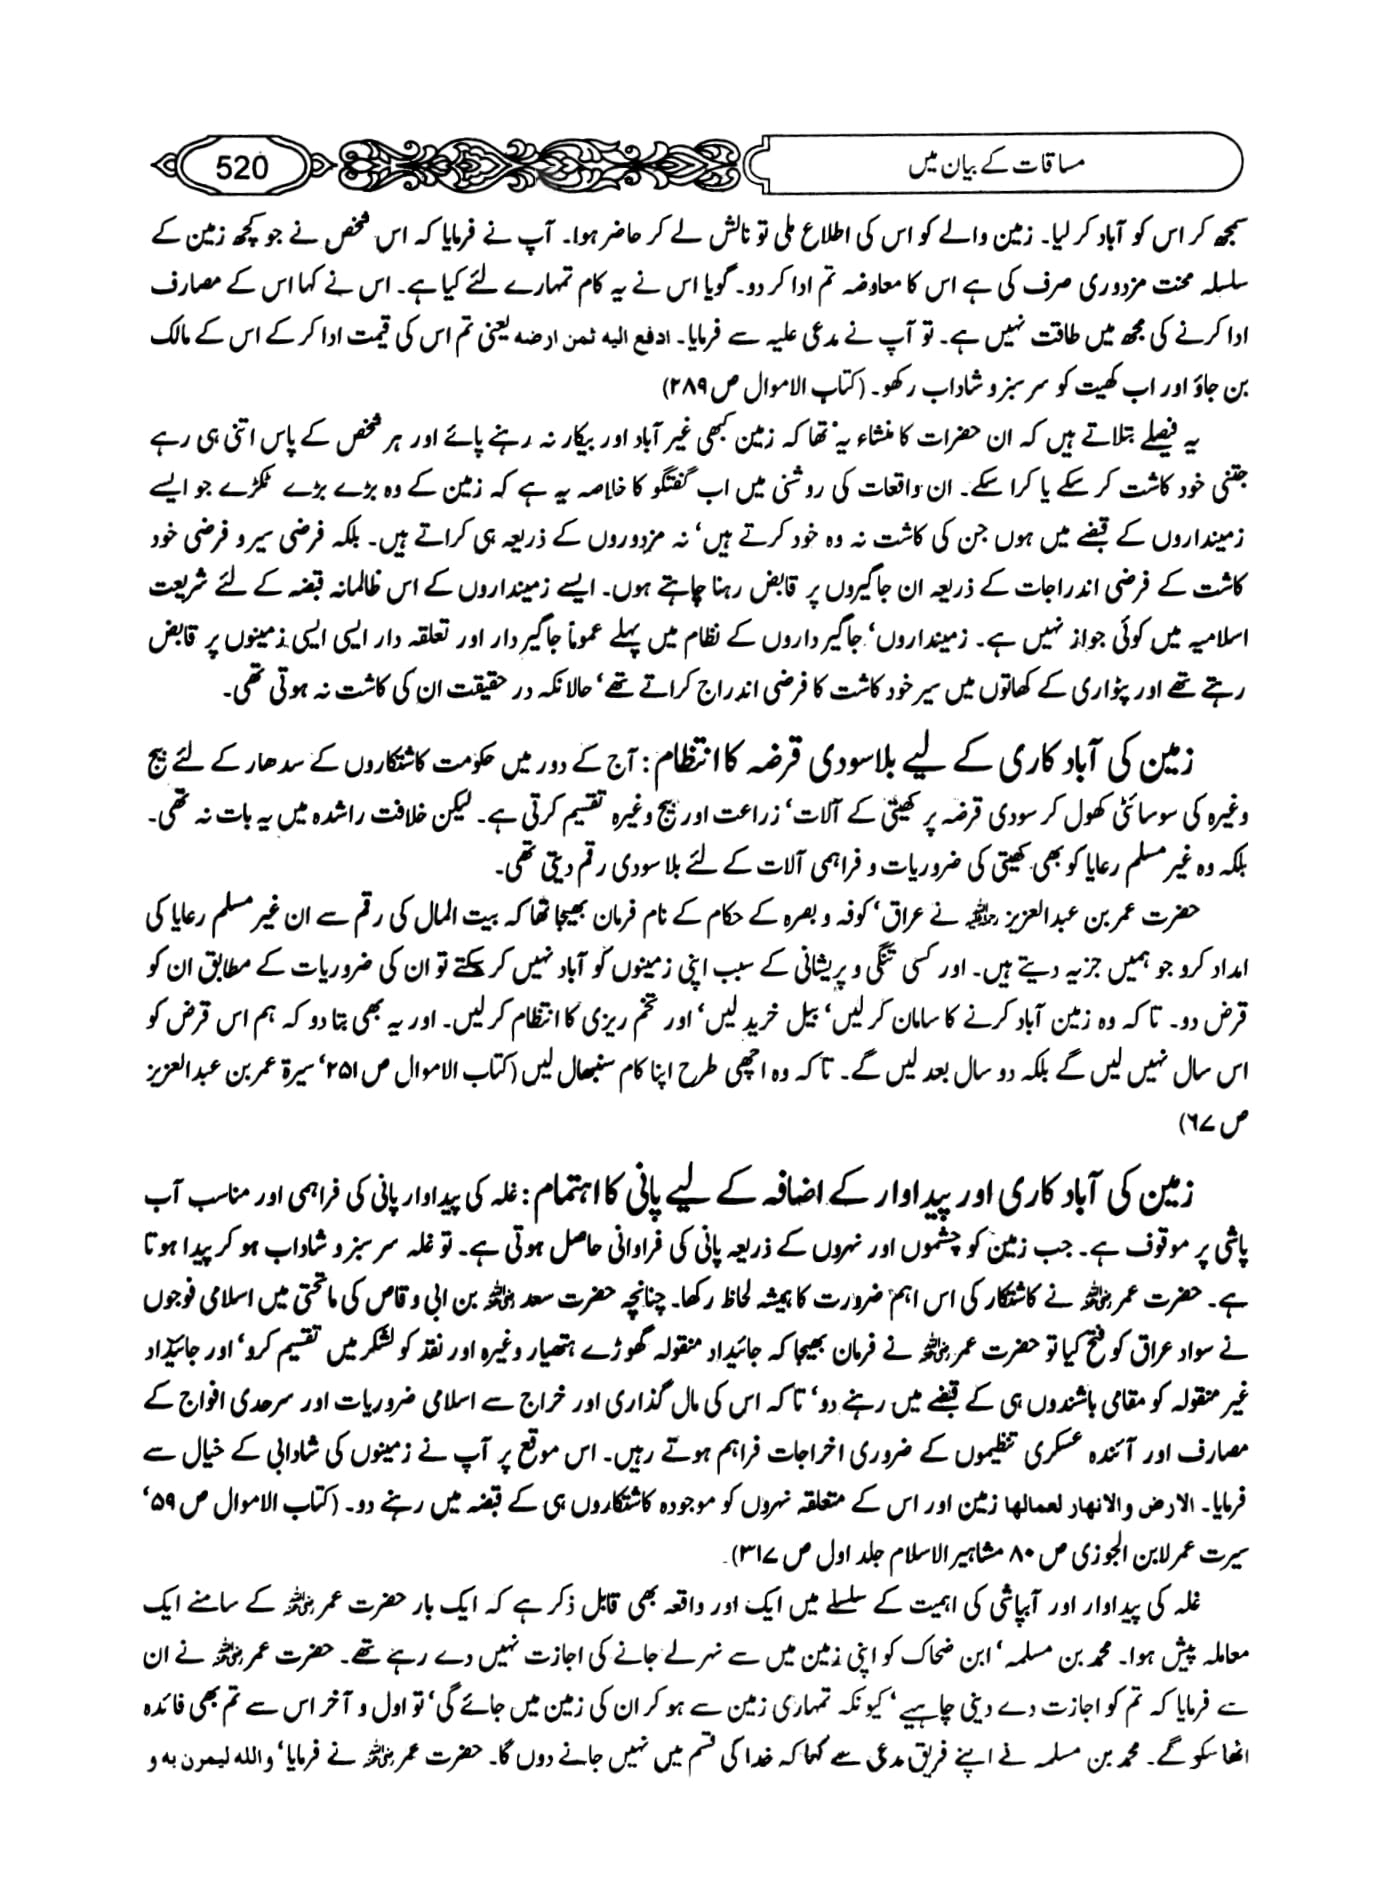 مساقات کے بیان میں
520
سمجھ کر اس کو آباد کر لیا۔ زمین والے کو اس کی اطلاع ملی تو نالش لے کر حاضر ہوا۔ آپ نے فرمایا کہ اس شخص نے جو کچھ زمین کے
سلسلہ محنت مزدوری صرف کی ہے اس کا معاوضہ تم ادا کر دو۔ گویا اس نے یہ کام تمہارے لئے کیا ہے۔ اس نے کہا اس کے مصارف
ادا کرنے کی مجھ میں طاقت نہیں ہے۔ تو آپ نے مدعی علیہ سے فرمایا۔ ادفع الیه ثمن ارضه یعنی تم اس کی قیمت ادا کر کے اس کے مالک
بن جاؤ اور اب کھیت کو سرسبز و شاداب رکھو۔ (کتاب الاموال ص ۲۸۹)
یہ فیصلے بتلاتے ہیں کہ ان حضرات کا منشاء یہ تھا کہ زمین کبھی غیر آباد اور بیکار نہ رہنے پائے اور ہر شخص کے پاس اتنی ہی رہے
جتنی خود کاشت کر سکے یا کرا سکے۔ ان واقعات کی روشنی میں اب گفتگو کا خلاصہ یہ ہے کہ زمین کے وہ بڑے بڑے ٹکڑے جو ایسے
زمینداروں کے قبضے میں ہوں جن کی کاشت نہ وہ خود کرتے ہیں‘ نہ مزدوروں کے ذریعہ ہی کراتے ہیں۔ بلکہ فرضی سیر و فرضی خود
کاشت کے فرضی اندراجات کے ذریعہ ان جاگیروں پر قابض رہنا چاہتے ہوں۔ ایسے زمینداروں کے اس ظالمانہ قبضہ کے لئے شریعت
اسلامیہ میں کوئی جواز نہیں ہے۔ زمینداروں‘ جاگیرداروں کے نظام میں پہلے عموماً جاگیردار اور تعلقہ دار ایسی ایسی زمینوں پر قابض
رہتے تھے اور پٹواری کے کھاتوں میں سیر خود کاشت کا فرضی اندراج کراتے تھے‘ حالانکہ در حقیقت ان کی کاشت نہ ہوتی تھی۔
زمین کی آباد کاری کے لیے بلا سودی قرضہ کا انتظام : آج کے دور میں حکومت کاشتکاروں کے سدھار کے لئے بیج
وغیرہ کی سوسائٹی کھول کر سودی قرضہ پر کھیتی کے آلات‘ زراعت اور بیج وغیرہ تقسیم کرتی ہے۔ لیکن خلافت راشدہ میں یہ بات نہ تھی۔
بلکہ وہ غیر مسلم رعایا کو بھی کھیتی کی ضروریات و فراہمی آلات کے لئے بلا سودی رقم دیتی تھی۔
حضرت عمر بن عبدالعزیز رحمہ اللہ نے عراق‘ کوفہ و بصرہ کے حکام کے نام فرمان بھیجا تھا کہ بیت المال کی رقم سے ان غیر مسلم رعایا کی
امداد کرو جو ہمیں جزیہ دیتے ہیں۔ اور کسی تنگی و پریشانی کے سبب اپنی زمینوں کو آباد نہیں کر سکتے تو ان کی ضروریات کے مطابق ان کو
قرض دو۔ تاکہ وہ زمین آباد کرنے کا سامان کر لیں‘ بیل خرید لیں‘ اور تخم ریزی کا انتظام کر لیں۔ اور یہ بھی بتا دو کہ ہم اس قرض کو
اس سال نہیں لیں گے بلکہ دو سال بعد لیں گے۔ تاکہ وہ اچھی طرح اپنا کام سنبھال لیں (کتاب الاموال ص ۲۵۱‘ سیرة عمر بن عبدالعزیز
ص ۶۷)
زمین کی آباد کاری اور پیداوار کے اضافہ کے لیے پانی کا اہتمام : غلہ کی پیداوار پانی کی فراہمی اور مناسب آب
پاشی پر موقوف ہے۔ جب زمین کو چشموں اور نہروں کے ذریعہ پانی کی فراوانی حاصل ہوتی ہے۔ تو غلہ سرسبز و شاداب ہو کر پیدا ہوتا
ہے۔ حضرت عمر رضی اللہ عنہ نے کاشتکار کی اس اہم ضرورت کا ہمیشہ لحاظ رکھا۔ چنانچہ حضرت سعد رضی اللہ عنہ بن ابی وقاص کی ماتحتی میں اسلامی فوجوں
نے سواد عراق کو فتح کیا تو حضرت عمر رضی اللہ عنہ نے فرمان بھیجا کہ جائیداد منقولہ گھوڑے ہتھیار وغیرہ اور نقد کو لشکر میں تقسیم کرو‘ اور جائیداد
غیر منقولہ کو مقامی باشندوں ہی کے قبضے میں رہنے دو‘ تاکہ اس کی مال گذاری اور خراج سے اسلامی ضروریات اور سرحدی افواج کے
مصارف اور آئندہ عسکری تنظیموں کے ضروری اخراجات فراہم ہوتے رہیں۔ اس موقع پر آپ نے زمینوں کی شادابی کے خیال سے
فرمایا۔ الارض والانهار لعمالها زمین اور اس کے متعلقہ نہروں کو موجودہ کاشتکاروں ہی کے قبضہ میں رہنے دو۔ (کتاب الاموال ص ۵۹‘
سیرت عمر لابن الجوزی ص ۸۰ مشاہیر الاسلام جلد اول ص ۳۱۷)۔
غلہ کی پیداوار اور آبپاشی کی اہمیت کے سلسلے میں ایک اور واقعہ بھی قابل ذکر ہے کہ ایک بار حضرت عمر رضی اللہ عنہ کے سامنے ایک
معاملہ پیش ہوا۔ محمد بن مسلمہ‘ ابن ضحاک کو اپنی زمین میں سے نہر لے جانے کی اجازت نہیں دے رہے تھے۔ حضرت عمر رضی اللہ عنہ نے ان
سے فرمایا کہ تم کو اجازت دے دینی چاہیے‘ کیونکہ تمہاری زمین سے ہو کر ان کی زمین میں جائے گی‘ تو اول و آخر اس سے تم بھی فائدہ
اٹھا سکو گے۔ محمد بن مسلمہ نے اپنے فریق مدعی سے کہا کہ خدا کی قسم میں نہیں جانے دوں گا۔ حضرت عمر رضی اللہ عنہ نے فرمایا‘ والله لیمرن به و